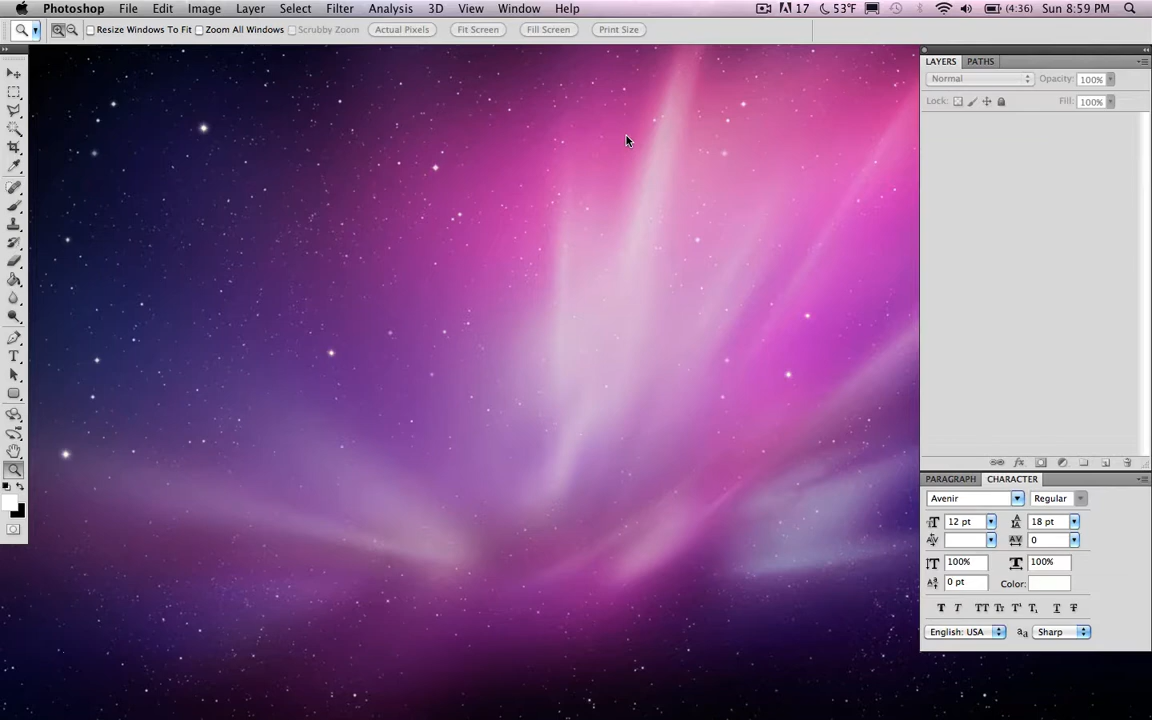 Photoshop File Edit Image Layer Select Filter Analysis 3D View Window Help 17 53°F (4:36) Sun 8:59 PM
Resize Windows To Fit Zoom All Windows Scrubby Zoom Actual Pixels Fit Screen Fill Screen Print Size
LAYERS PATHS
Normal Opacity: 100%
Lock: Fill: 100%
PARAGRAPH CHARACTER
Avenir Regular
12 pt 18 pt
0
100% 100%
0 pt Color:
English: USA aa Sharp